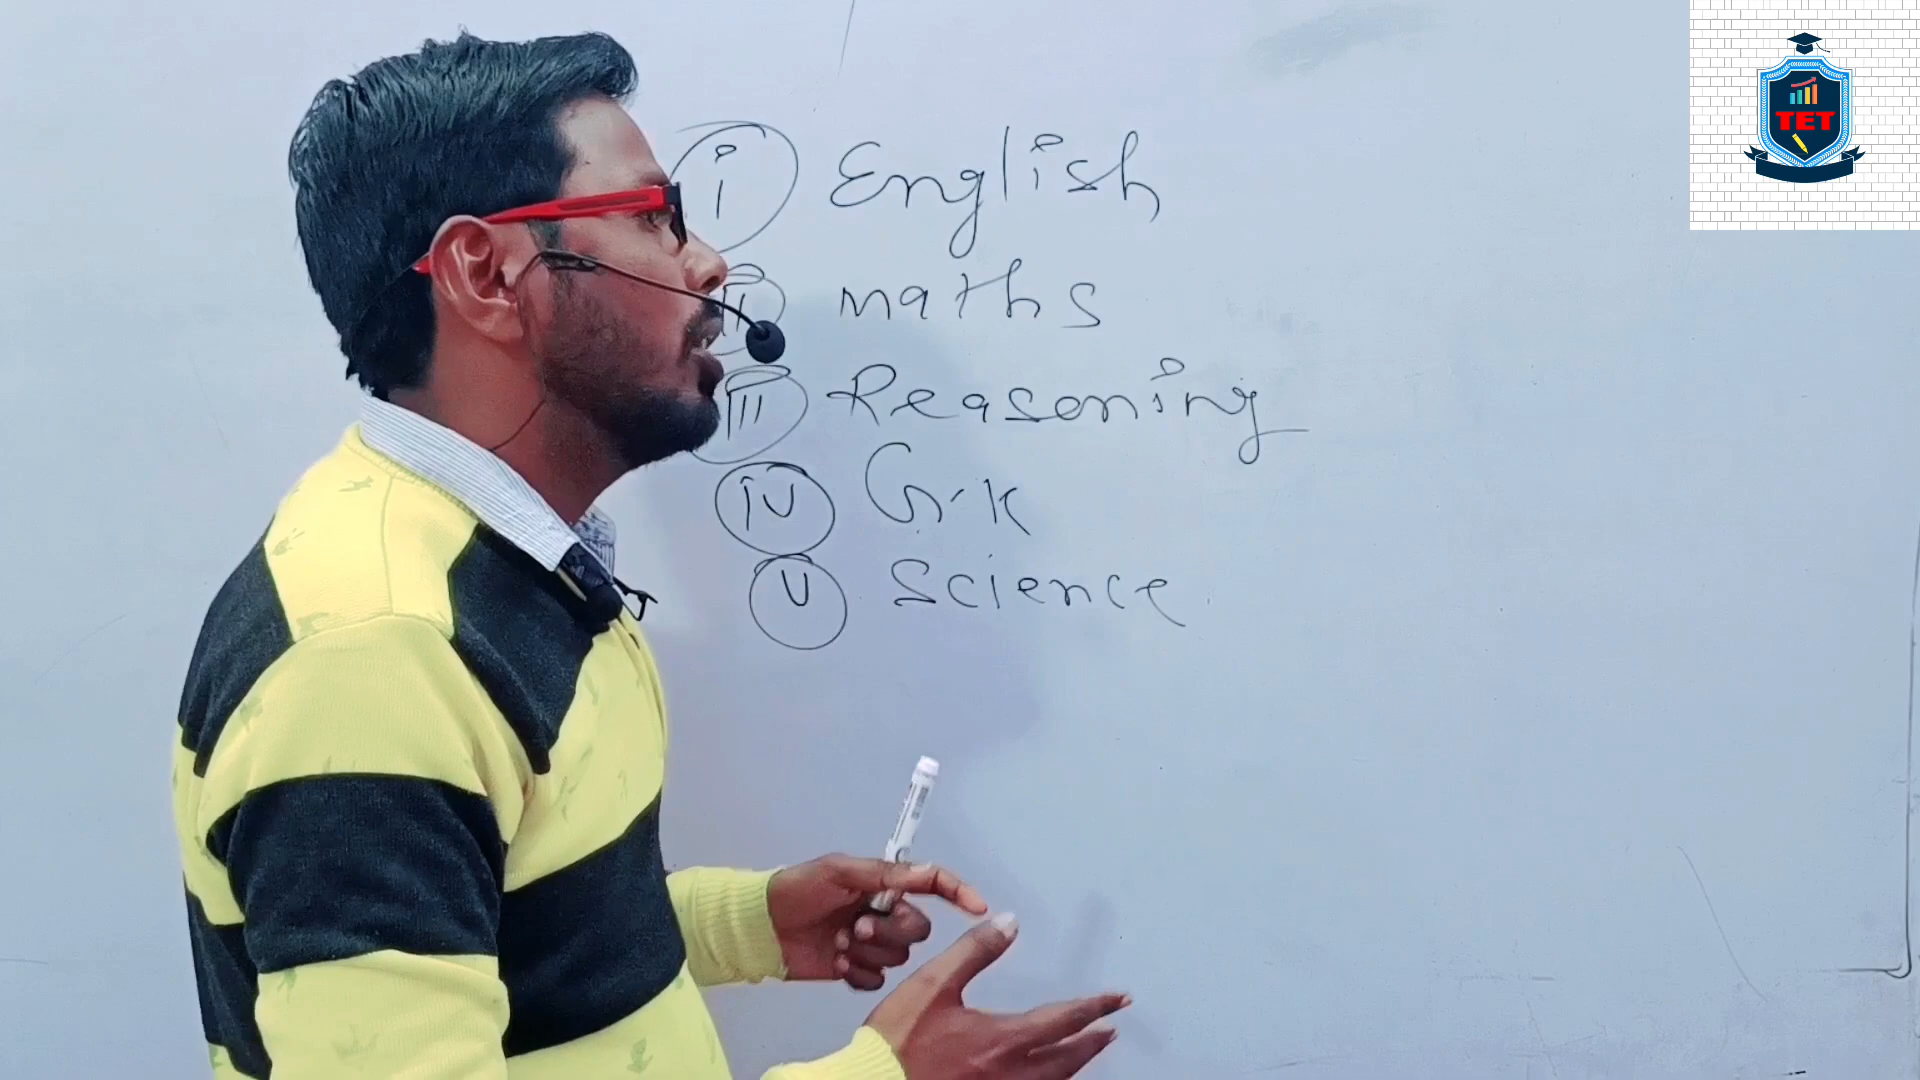 i English
ii maths
iii Reasoning
iv G.K
v Science
TET